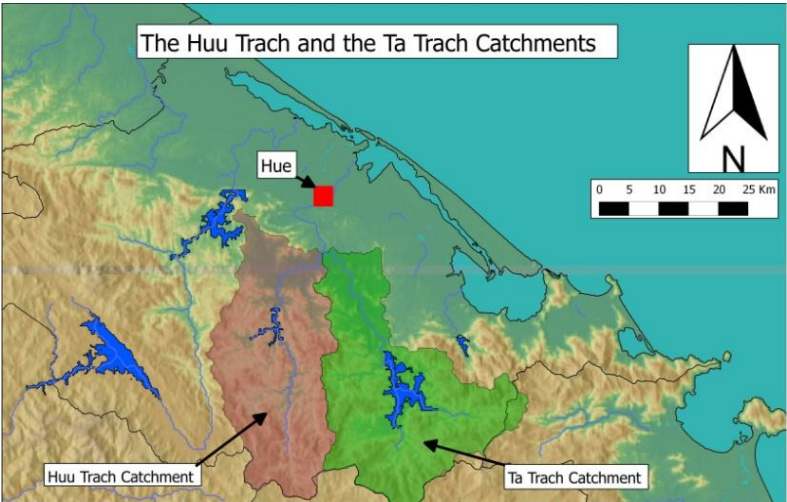 The Huu Trach and the Ta Trach Catchments
N
0 5 10 15 20 25 Km
Hue
Huu Trach Catchment
Ta Trach Catchment